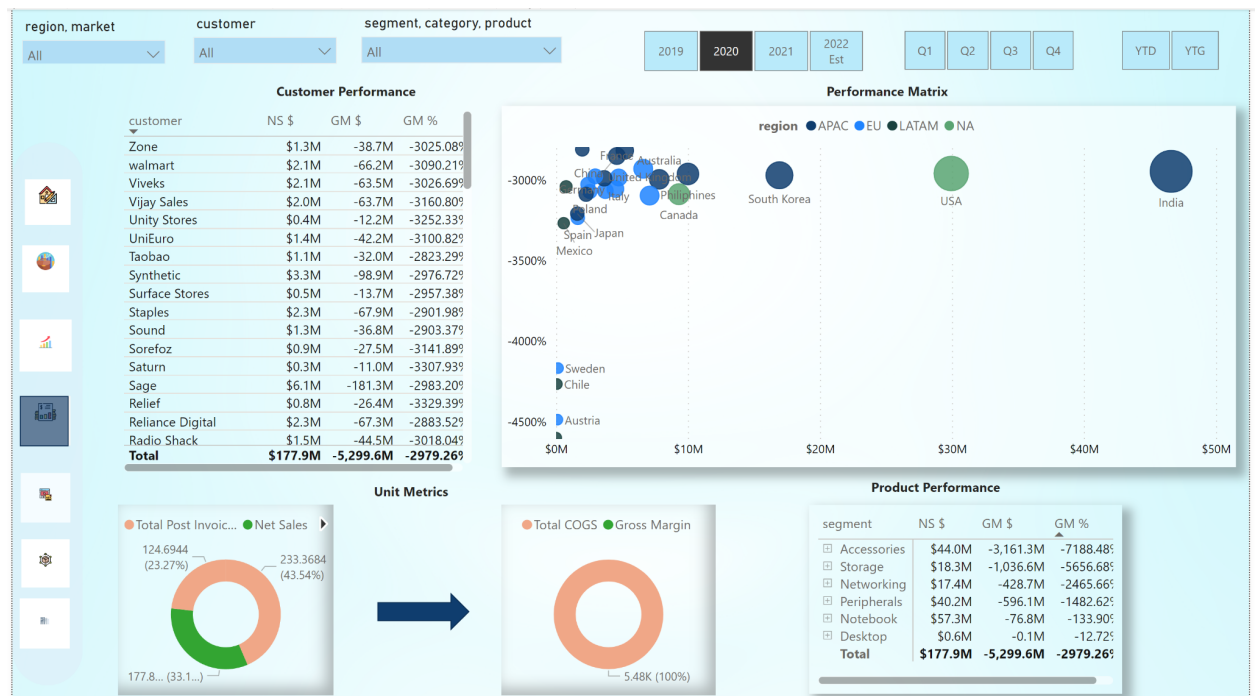 region, market
customer
segment, category, product
All
All
All
2019
2020
2021
2022
Est
Q1
Q2
Q3
Q4
YTD
YTG
Customer Performance
customer NS $ GM $ GM %
Zone $1.3M -38.7M -3025.08%
walmart $2.1M -66.2M -3090.21%
Viveks $2.1M -63.5M -3026.69%
Vijay Sales $2.0M -63.7M -3160.80%
Unity Stores $0.4M -12.2M -3252.33%
UniEuro $1.4M -42.2M -3100.82%
Taobao $1.1M -32.0M -2823.29%
Synthetic $3.3M -98.9M -2976.72%
Surface Stores $0.5M -13.7M -2957.38%
Staples $2.3M -67.9M -2901.98%
Sound $1.3M -36.8M -2903.37%
Sorefoz $0.9M -27.5M -3141.89%
Saturn $0.3M -11.0M -3307.93%
Sage $6.1M -181.3M -2983.20%
Relief $0.8M -26.4M -3329.39%
Reliance Digital $2.3M -67.3M -2883.52%
Radio Shack $1.5M -44.5M -3018.04%
Total $177.9M -5,299.6M -2979.26%
Performance Matrix
region APAC EU LATAM NA
-3000%
-3500%
-4000%
-4500%
France
Australia
United Kingdom
Germany
Italy
Philiphines
Poland
Canada
Spain
Japan
Mexico
South Korea
USA
India
Sweden
Chile
Austria
$0M $10M $20M $30M $40M $50M
Unit Metrics
Total Post Invoic... Net Sales
124.6944
(23.27%)
233.3684
(43.54%)
177.8... (33.1...)
Total COGS Gross Margin
5.48K (100%)
Product Performance
segment NS $ GM $ GM %
Accessories $44.0M -3,161.3M -7188.48%
Storage $18.3M -1,036.6M -5656.68%
Networking $17.4M -428.7M -2465.66%
Peripherals $40.2M -596.1M -1482.62%
Notebook $57.3M -76.8M -133.90%
Desktop $0.6M -0.1M -12.72%
Total $177.9M -5,299.6M -2979.26%